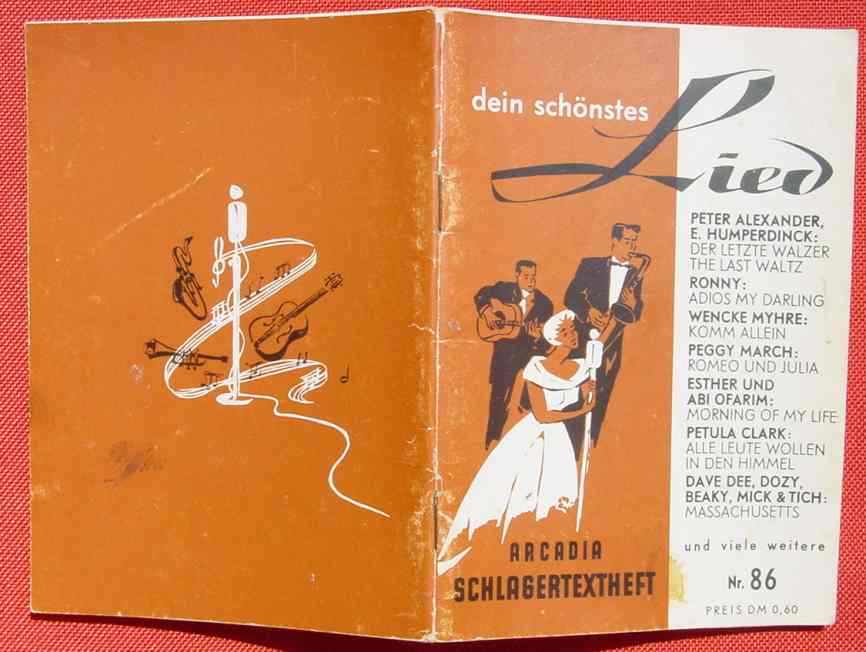 dein schönstes
Lied
PETER ALEXANDER,
E. HUMPERDINCK:
DER LETZTE WALZER
THE LAST WALTZ
RONNY:
ADIOS MY DARLING
WENCKE MYHRE:
KOMM ALLEIN
PEGGY MARCH:
ROMEO UND JULIA
ESTHER UND
ABI OFARIM:
MORNING OF MY LIFE
PETULA CLARK:
ALLE LEUTE WOLLEN
IN DEN HIMMEL
DAVE DEE, DOZY,
BEAKY, MICK & TICH:
MASSACHUSETTS
und viele weitere
Nr. 86
PREIS DM 0,60
ARCADIA
SCHLAGERTEXTHEFT